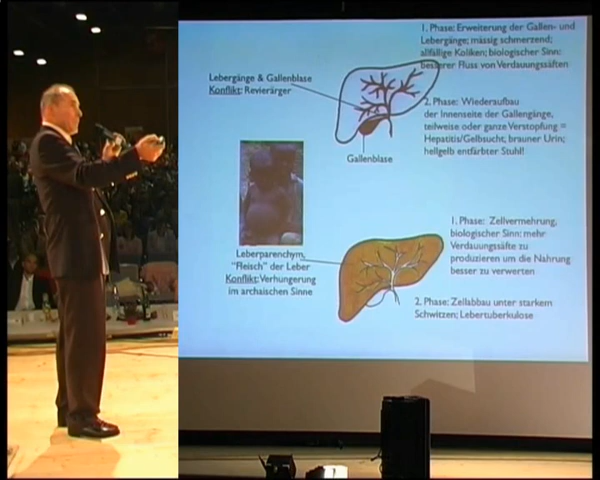 1. Phase: Erweiterung der Gallen- und
Lebergänge; mässig schmerzend;
allfällige Koliken; biologischer Sinn:
besserer Fluss von Verdauungssäften
Lebergänge & Gallenblase
Konflikt: Revierärger
2. Phase: Wiederaufbau
der Innenseite der Gallengänge,
teilweise oder ganze Verstopfung =
Hepatitis/Gelbsucht, brauner Urin;
hellgelb entfärbter Stuhl!
Gallenblase
1. Phase: Zellvermehrung,
biologischer Sinn: mehr
Verdauungssäfte zu
produzieren um die Nahrung
besser zu verwerten
Leberparenchym,
"Fleisch" der Leber
Konflikt: Verhungerung
im archaischen Sinne
2. Phase: Zellabbau unter starkem
Schwitzen; Lebertuberkulose